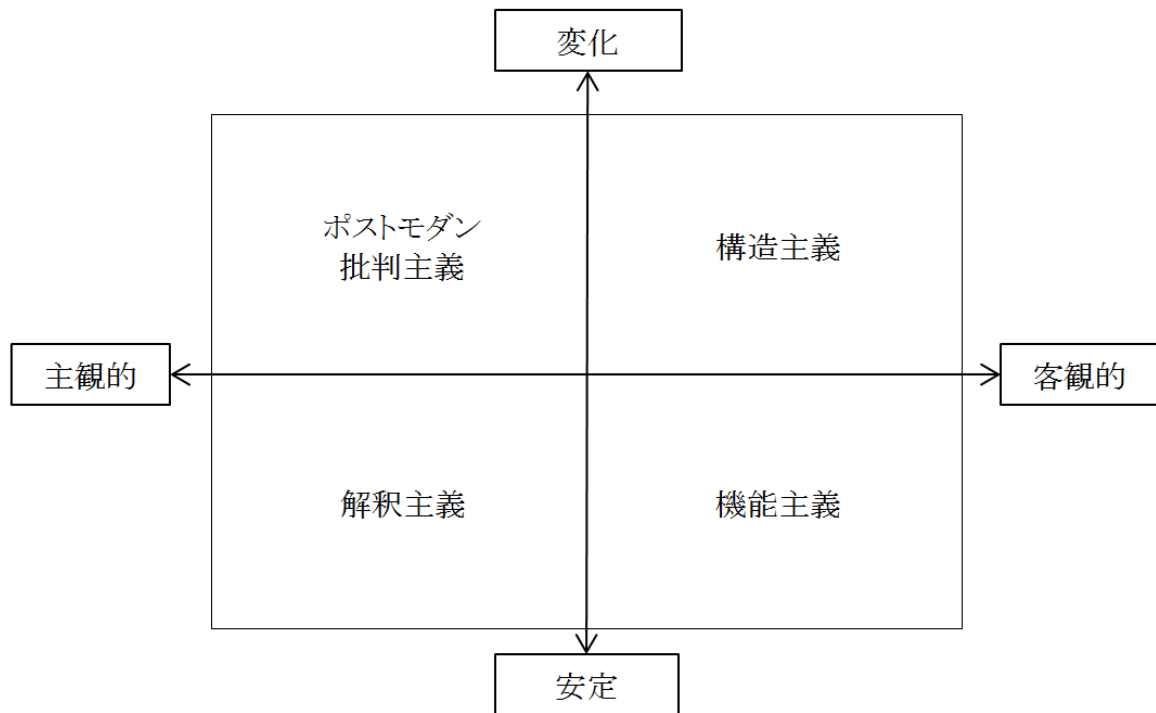 変化
ポストモダン
批判主義
構造主義
主観的
客観的
解釈主義
機能主義
安定